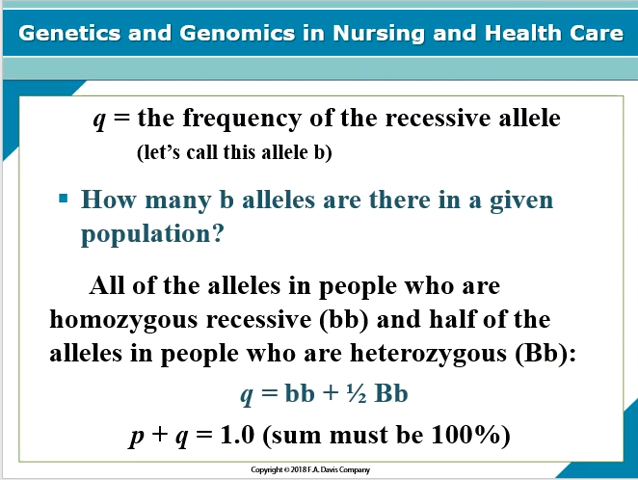 Genetics and Genomics in Nursing and Health Care
q = the frequency of the recessive allele
(let's call this allele b)
▪ How many b alleles are there in a given
population?
All of the alleles in people who are
homozygous recessive (bb) and half of the
alleles in people who are heterozygous (Bb):
q = bb + ½ Bb
p + q = 1.0 (sum must be 100%)
Copyright © 2018 F.A. Davis Company